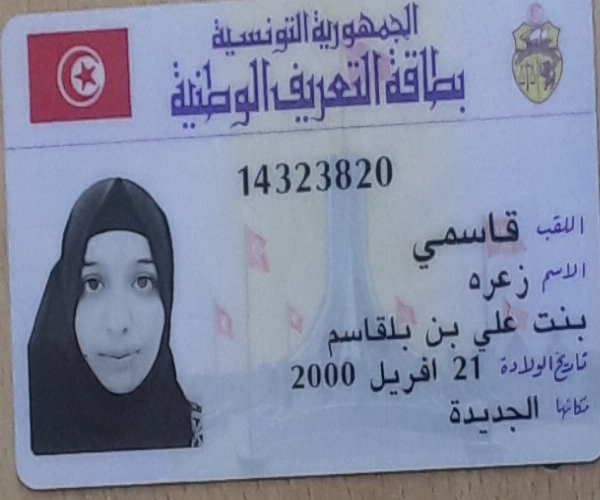 الجمهورية التونسية
بطاقة التعريف الوطنية
14323820
اللقب قاسمي
الاسم زعره
بنت علي بن بلقاسم
تاريخ الولادة 21 افريل 2000
مكانها الجديدة